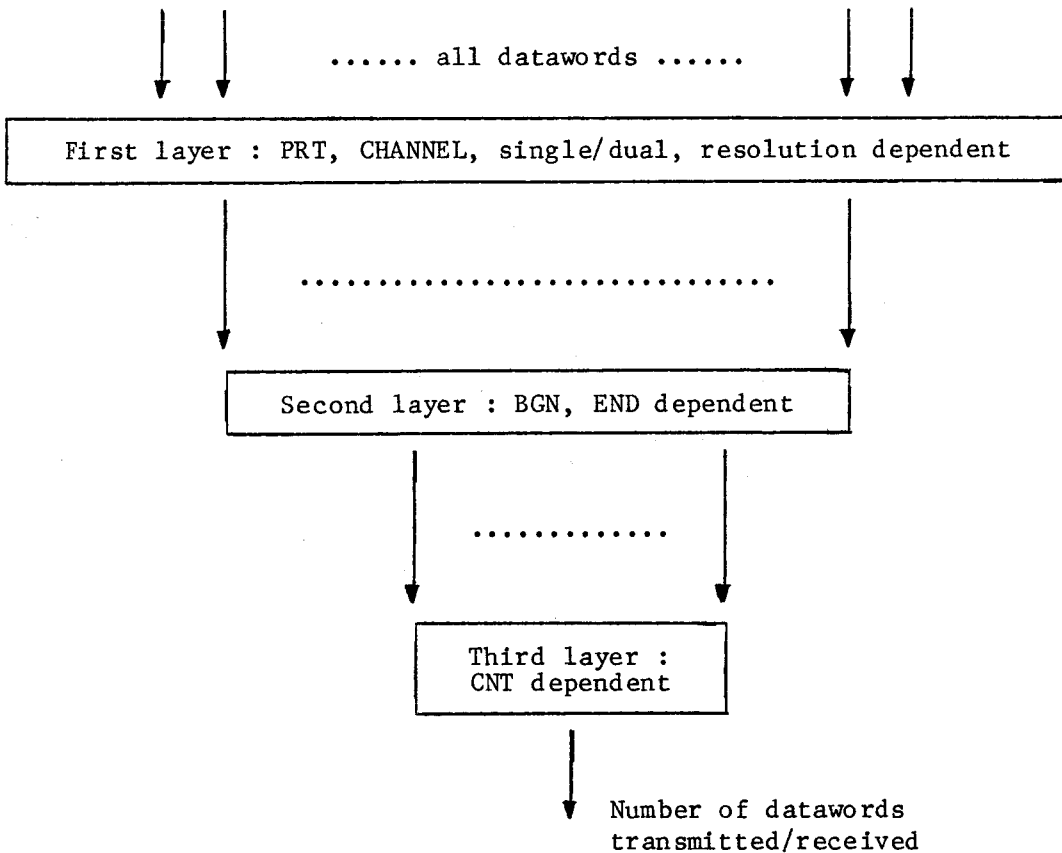 ...... all datawords ......
First layer : PRT, CHANNEL, single/dual, resolution dependent
Second layer : BGN, END dependent
Third layer :
CNT dependent
Number of datawords
transmitted/received